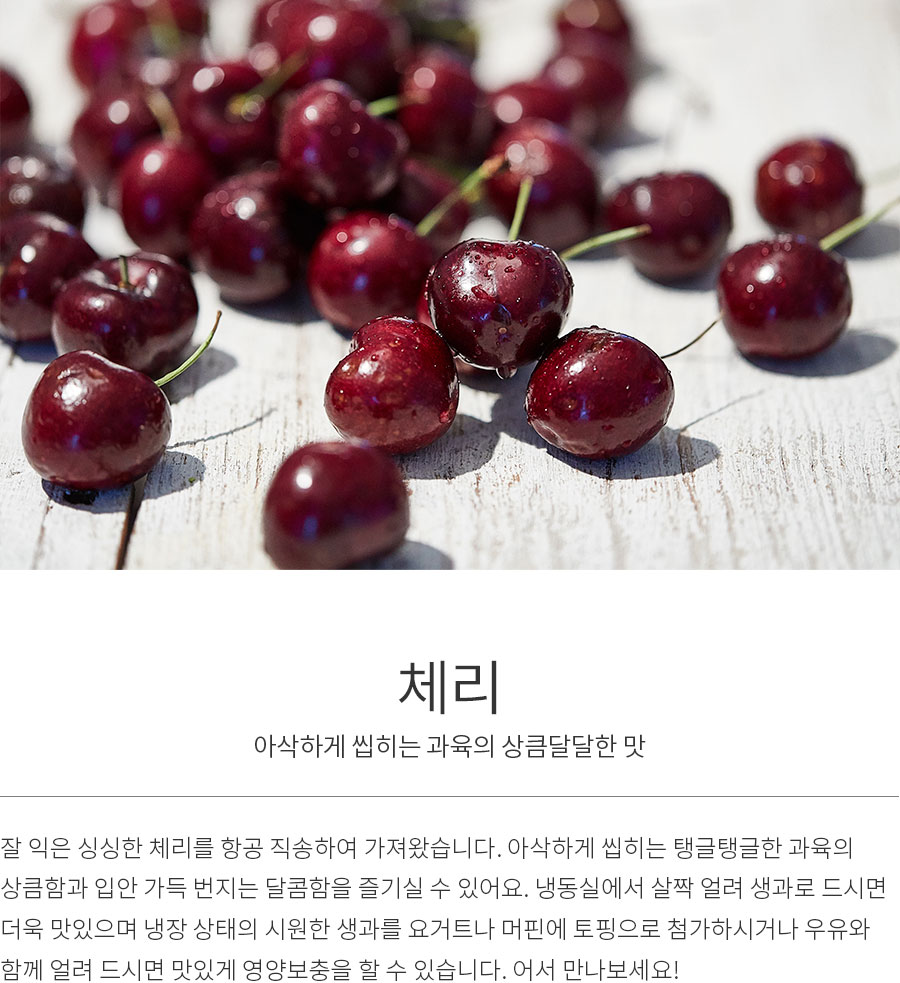 체리
아삭하게 씹히는 과육의 상큼달달한 맛
잘 익은 싱싱한 체리를 항공 직송하여 가져왔습니다. 아삭하게 씹히는 탱글탱글한 과육의
상큼함과 입안 가득 번지는 달콤함을 즐기실 수 있어요. 냉동실에서 살짝 얼려 생과로 드시면
더욱 맛있으며 냉장 상태의 시원한 생과를 요거트나 머핀에 토핑으로 첨가하시거나 우유와
함께 얼려 드시면 맛있게 영양보충을 할 수 있습니다. 어서 만나보세요!